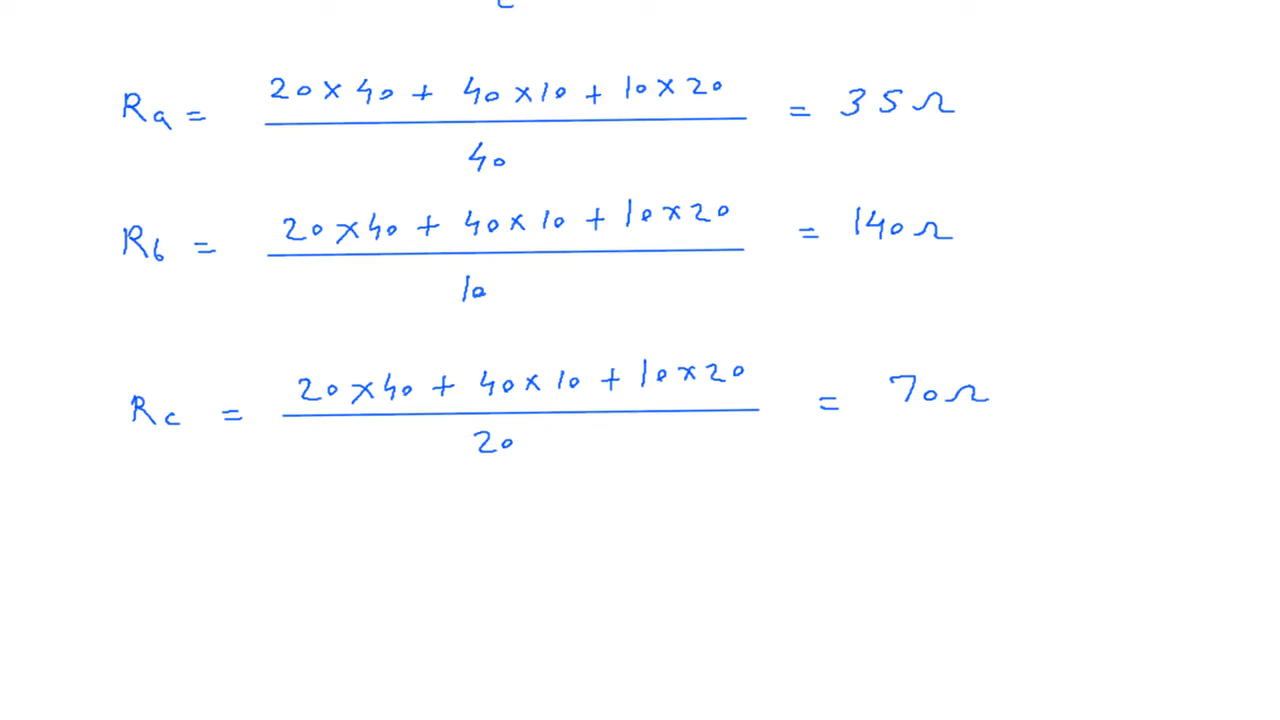 Ra = (20 × 40 + 40 × 10 + 10 × 20) / 40 = 35 Ω
Rb = (20 × 40 + 40 × 10 + 10 × 20) / 10 = 140 Ω
Rc = (20 × 40 + 40 × 10 + 10 × 20) / 20 = 70 Ω